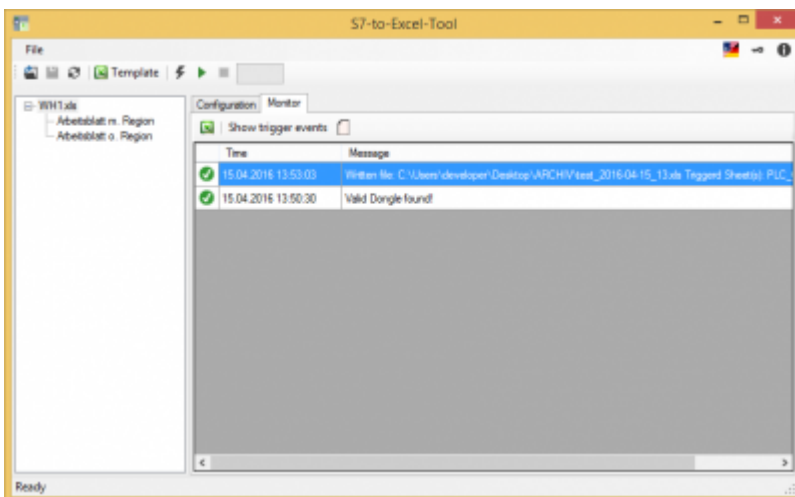 S7-to-Excel-Tool
File
Template
WH1.xls
Arbeitsblatt m. Region
Arbeitsblatt o. Region
Configuration Monitor
Show trigger events
Time Message
15.04.2016 13:53:03 Written file: C:\Users\developer\Desktop\ARCHIV\test_2016-04-15_13.xls Triggerd Sheet(s): PLC_
15.04.2016 13:50:30 Valid Dongle found!
Ready